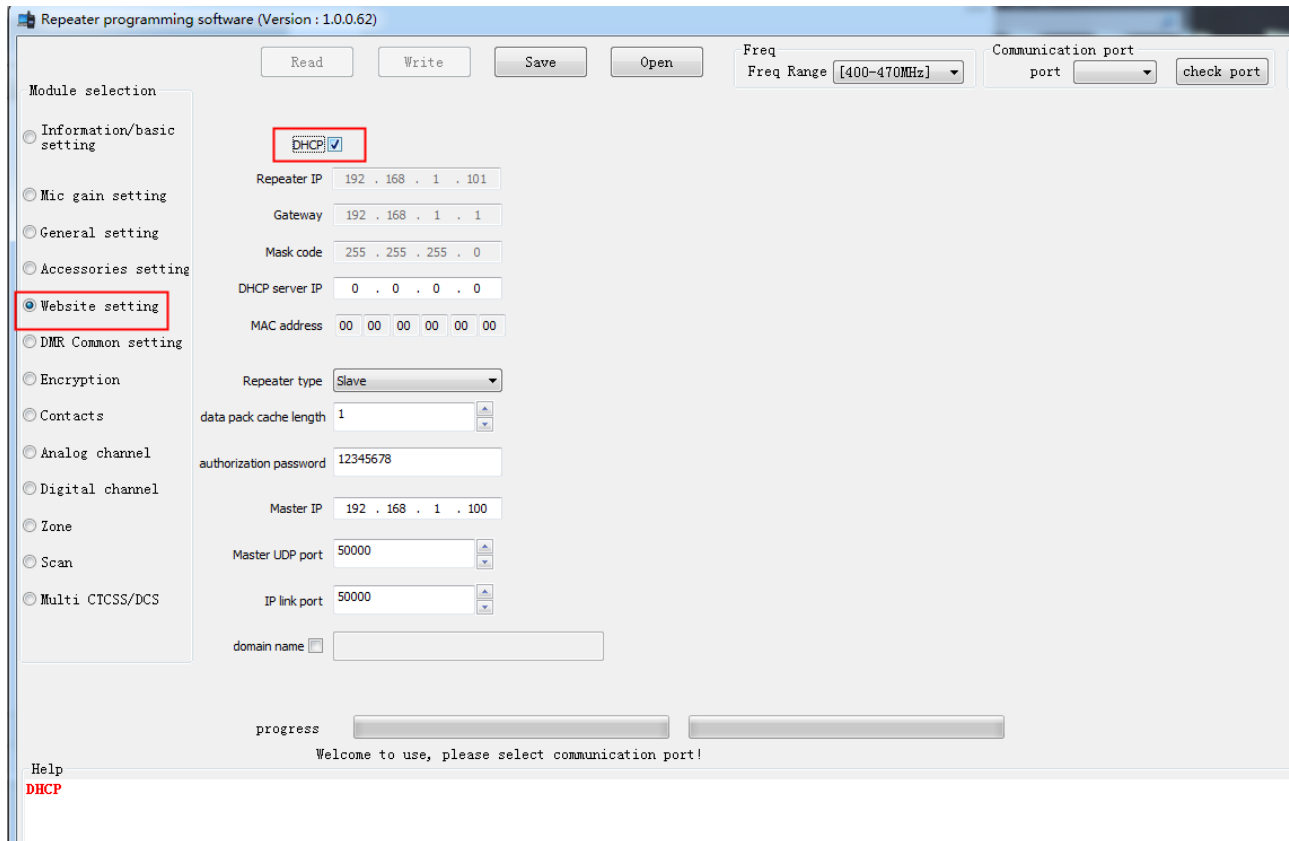 Repeater programming software (Version : 1.0.0.62)
Read Write Save Open
Freq
Freq Range [400-470MHz]
Communication port
port check port
Module selection
Information/basic
setting
Mic gain setting
General setting
Accessories setting
Website setting
DMR Common setting
Encryption
Contacts
Analog channel
Digital channel
Zone
Scan
Multi CTCSS/DCS
DHCP
Repeater IP 192 . 168 . 1 . 101
Gateway 192 . 168 . 1 . 1
Mask code 255 . 255 . 255 . 0
DHCP server IP 0 . 0 . 0 . 0
MAC address 00 00 00 00 00 00
Repeater type Slave
data pack cache length 1
authorization password 12345678
Master IP 192 . 168 . 1 . 100
Master UDP port 50000
IP link port 50000
domain name
progress
Welcome to use, please select communication port!
Help
DHCP